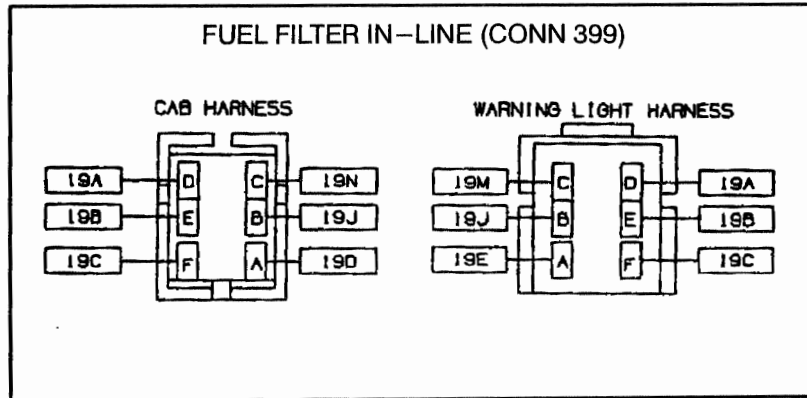 FUEL FILTER IN–LINE (CONN 399)
CAB HARNESS
WARNING LIGHT HARNESS
19A D C 19N
19B E B 19J
19C F A 19D
19M C D 19A
19J B E 19B
19E A F 19C